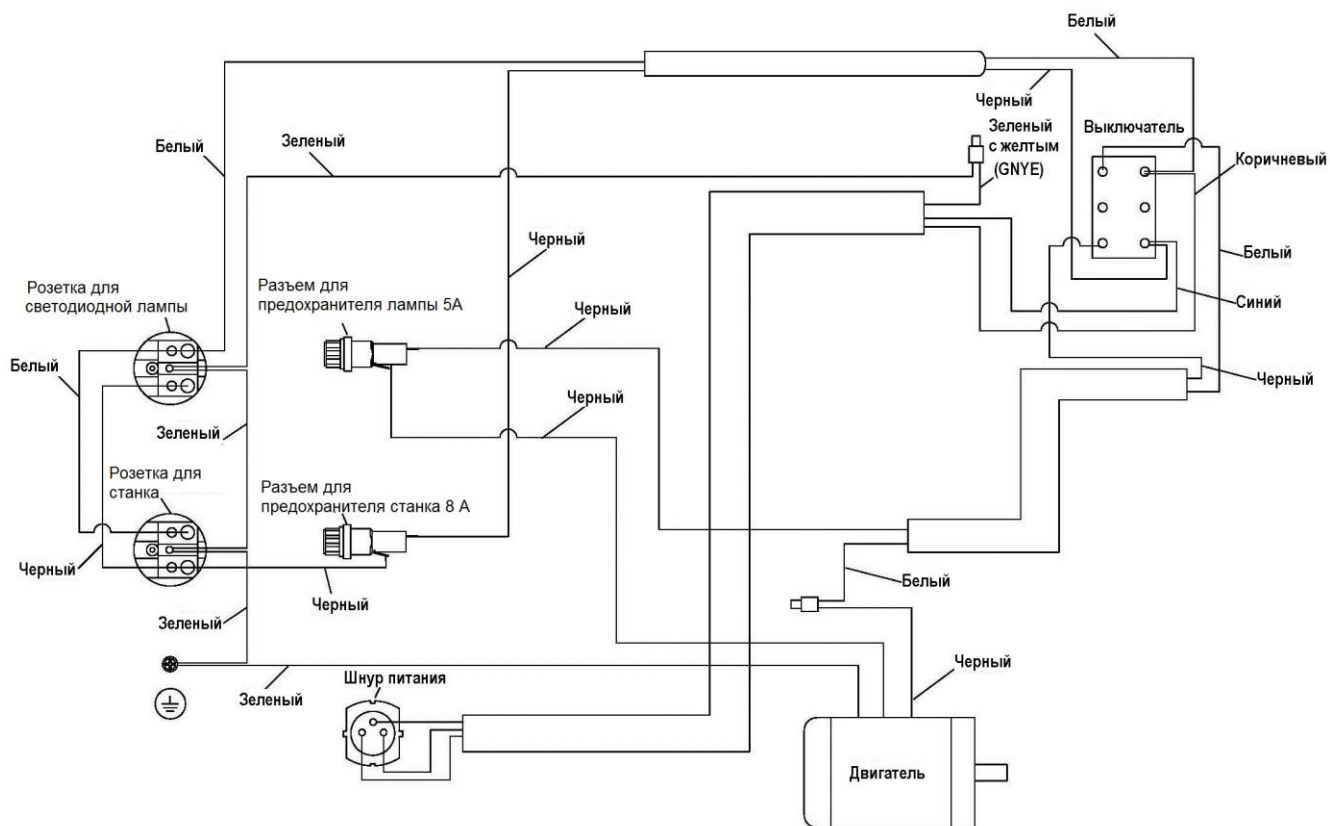 Белый
Черный
Зеленый
с желтым
(GNYE)
Выключатель
Белый
Зеленый
Коричневый
Черный
Белый
Розетка для
светодиодной лампы
Разъем для
предохранителя лампы 5А
Синий
Черный
Белый
Черный
Черный
Зеленый
Розетка для
станка
Разъем для
предохранителя станка 8 А
Черный
Белый
Черный
Зеленый
Черный
Шнур питания
Зеленый
Двигатель